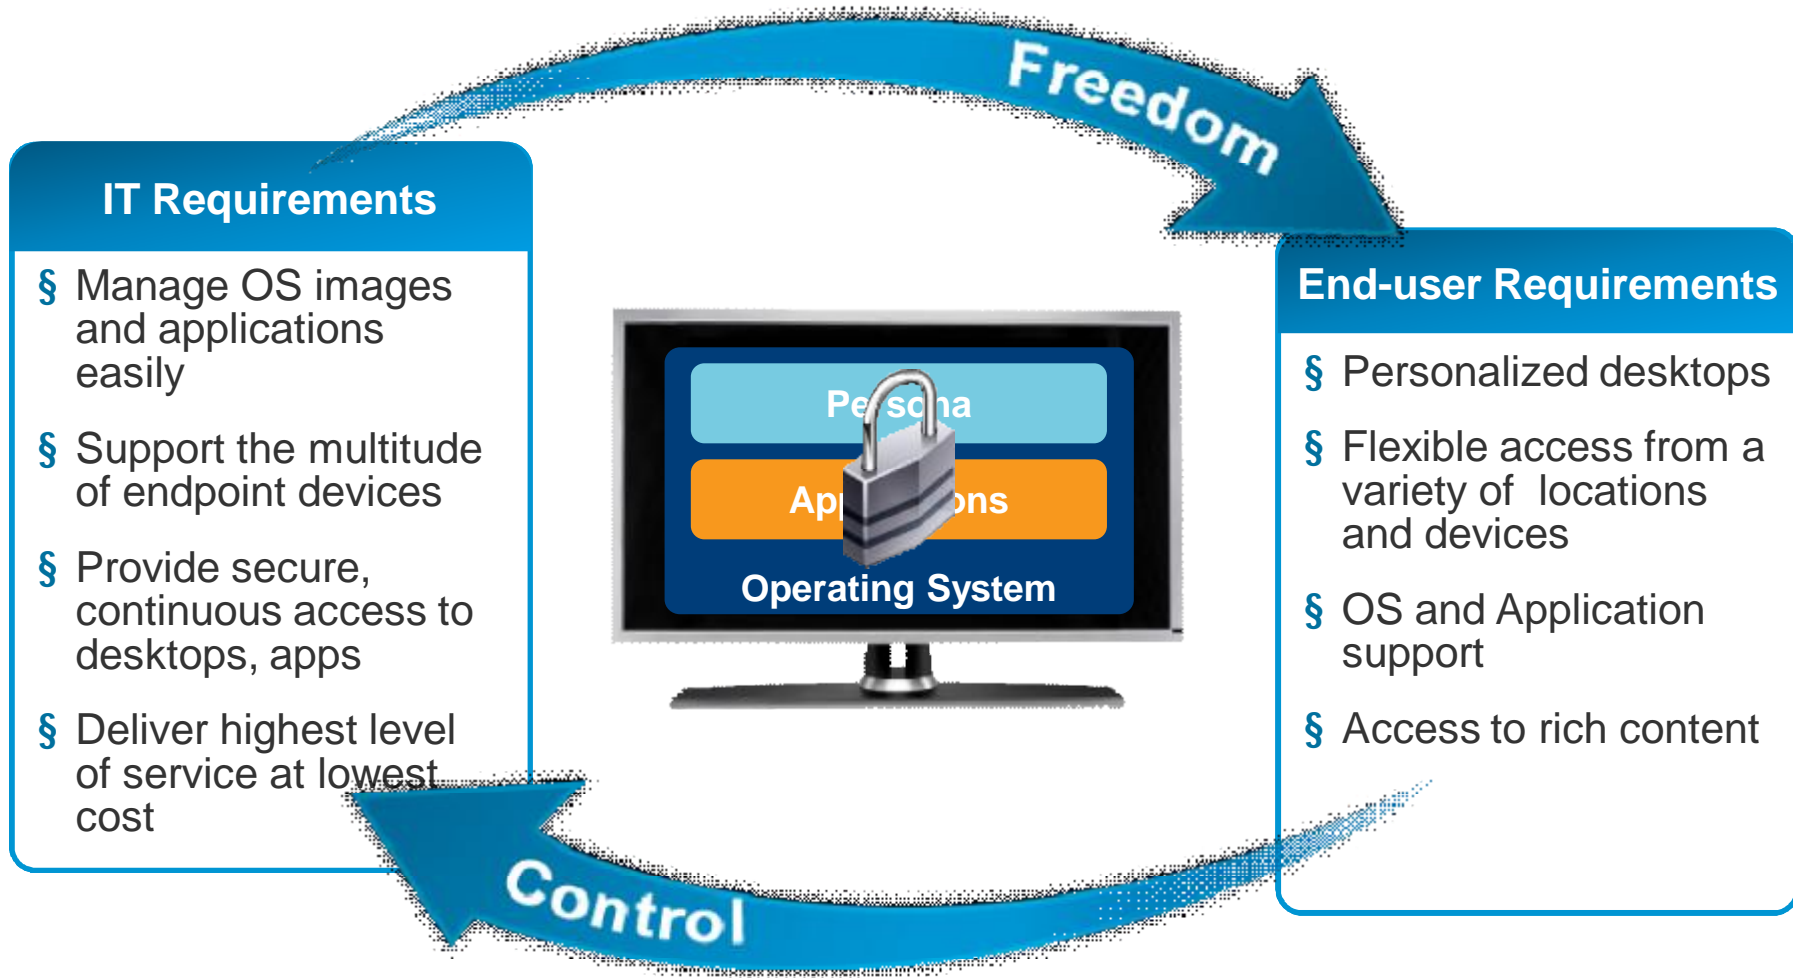 Freedom
IT Requirements
§ Manage OS images
and applications
easily
§ Support the multitude
of endpoint devices
§ Provide secure,
continuous access to
desktops, apps
§ Deliver highest level
of service at lowest
cost
Persona
Applications
Operating System
End-user Requirements
§ Personalized desktops
§ Flexible access from a
variety of  locations
and devices
§ OS and Application
support
§ Access to rich content
Control